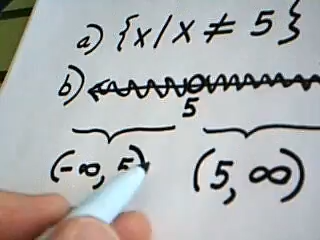 a) {x/x ≠ 5}
b)
5
(-∞, 5) (5, ∞)